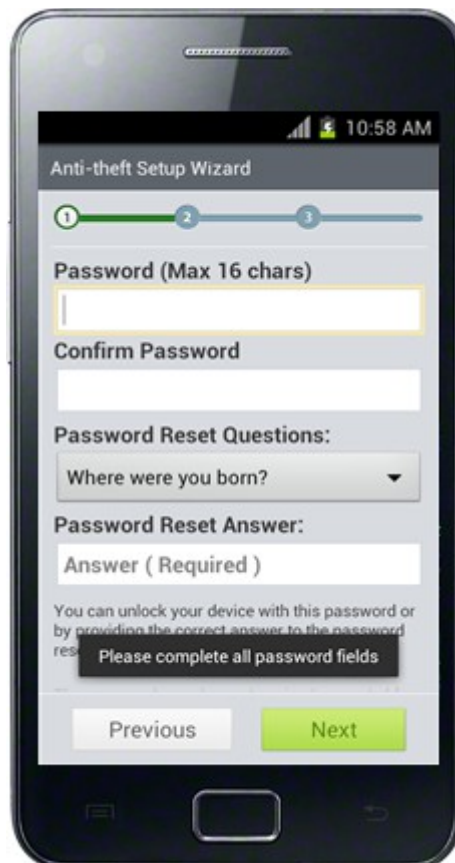 10:58 AM
Anti-theft Setup Wizard
1 2 3
Password (Max 16 chars)
Confirm Password
Password Reset Questions:
Where were you born?
Password Reset Answer:
Answer ( Required )
You can unlock your device with this password or
by providing the correct answer to the password
Please complete all password fields
Previous Next